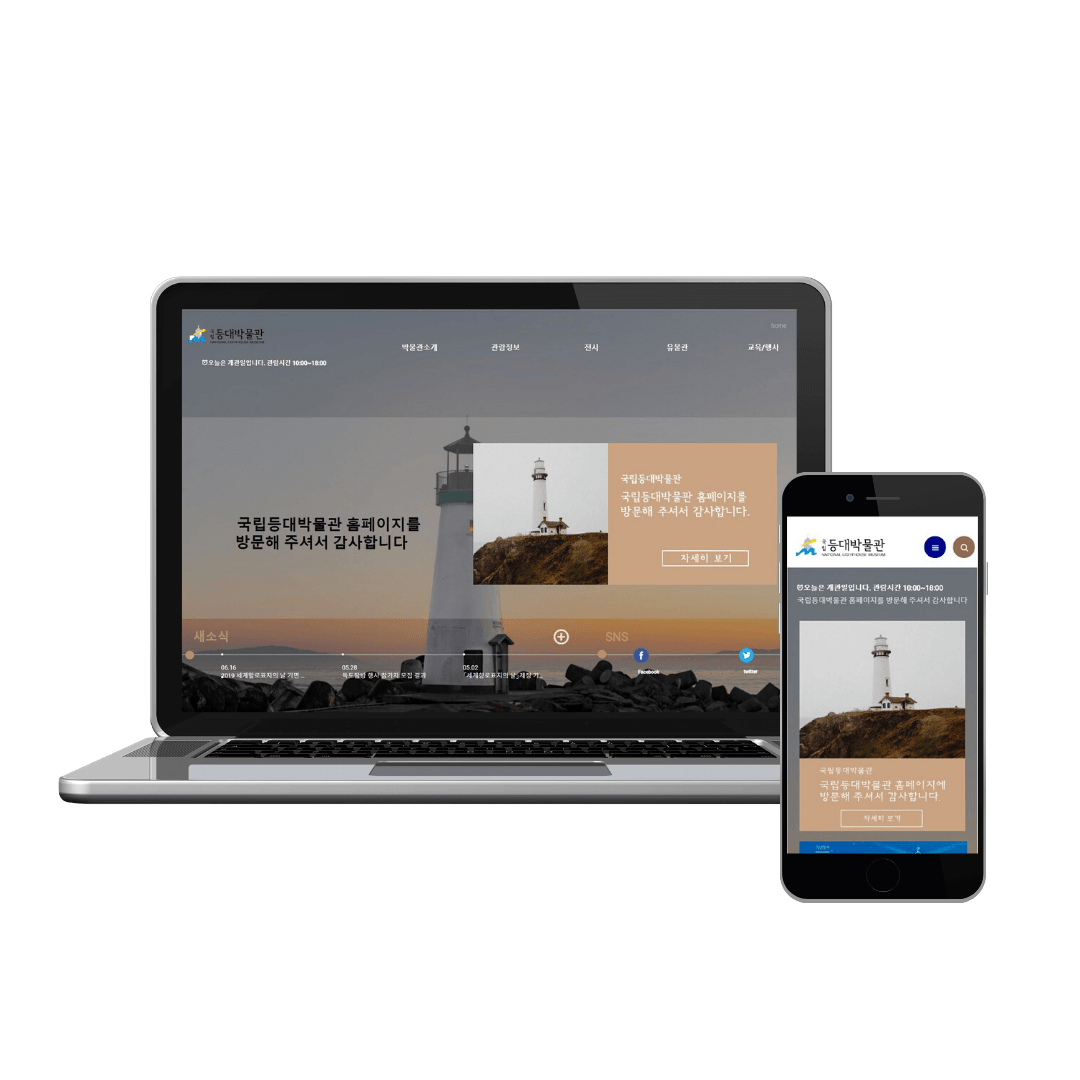 home
국립
등대박물관
NATIONAL LIGHTHOUSE MUSEUM
박물관소개 관람정보 전시 유물관 교육/행사
오늘은 개관일입니다. 관람시간 10:00~18:00
국립등대박물관
국립등대박물관 홈페이지를
방문해 주셔서 감사합니다.
자세히 보기
국립등대박물관 홈페이지를
방문해 주셔서 감사합니다
새소식
SNS
06.16
2019 세계항로표지의 날 기념 ...
05.28
독도탐방 행사 참가자 모집 결과
05.02
「세계항로표지의 날」제정 기...
Facebook
twitter
국립
등대박물관
NATIONAL LIGHTHOUSE MUSEUM
오늘은 개관일입니다. 관람시간 10:00~18:00
국립등대박물관 홈페이지를 방문해 주셔서 감사합니다
국립등대박물관
국립등대박물관 홈페이지에
방문해 주셔서 감사합니다.
자세히 보기